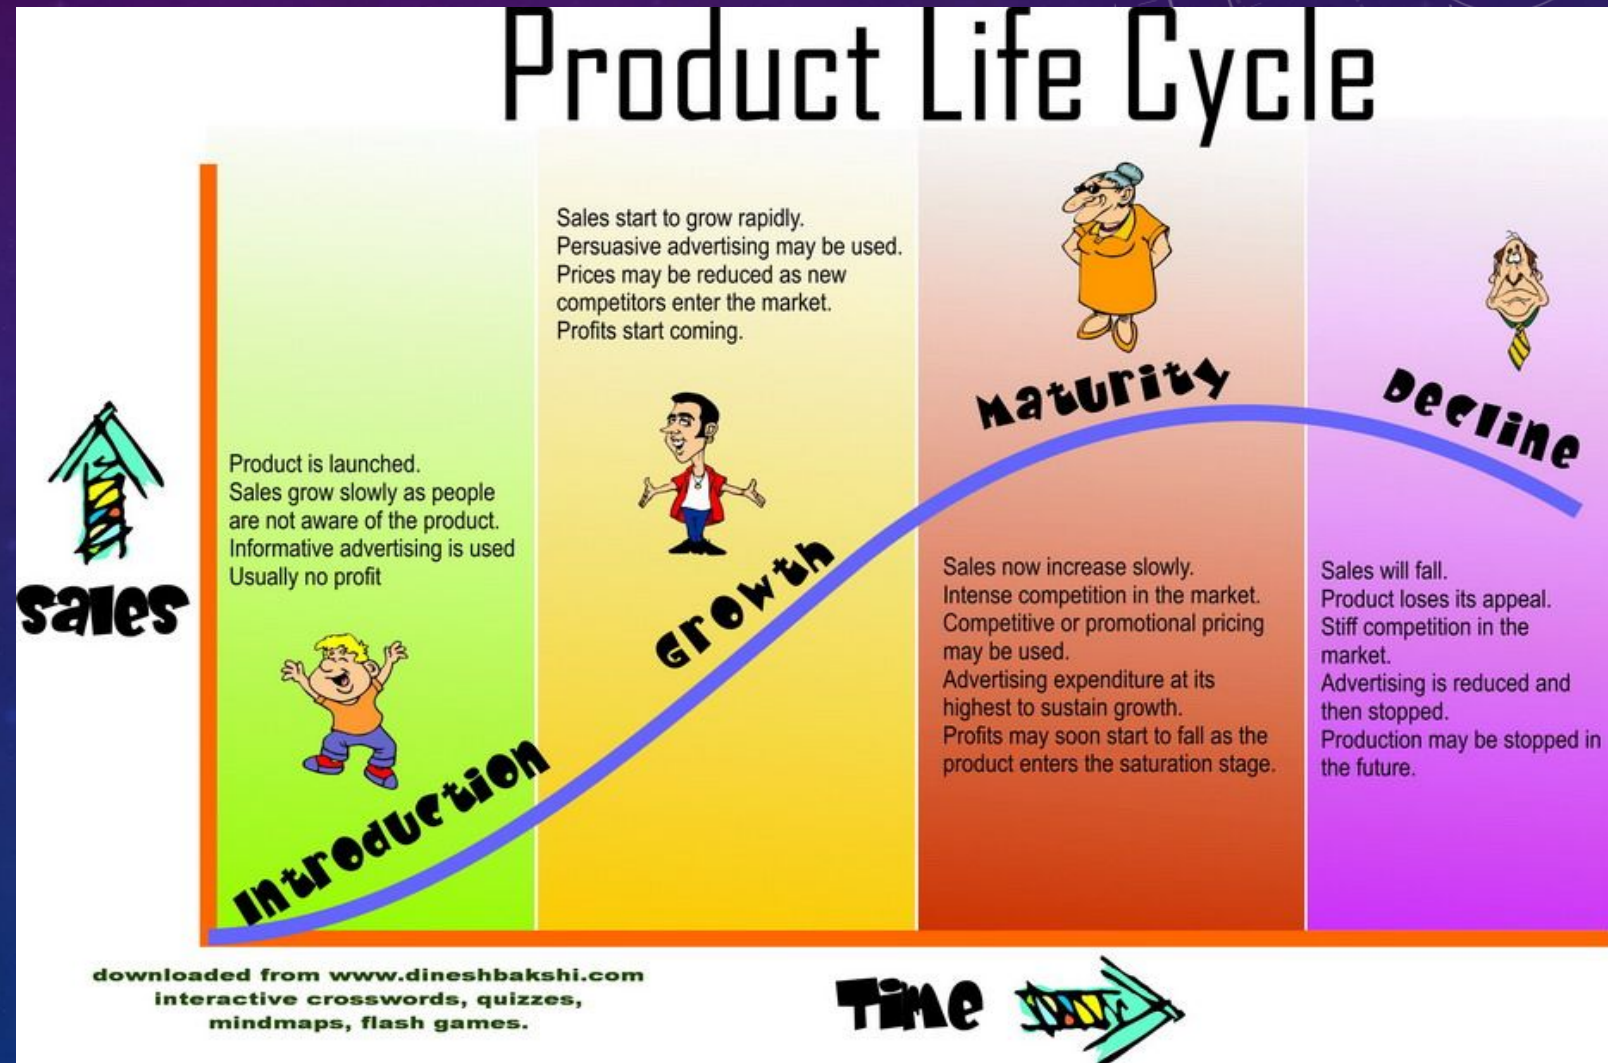 Product Life Cycle
Sales start to grow rapidly.
Persuasive advertising may be used.
Prices may be reduced as new
competitors enter the market.
Profits start coming.
Maturity
Decline
Product is launched.
Sales grow slowly as people
are not aware of the product.
Informative advertising is used
Usually no profit
Sales
Growth
Sales now increase slowly.
Intense competition in the market.
Competitive or promotional pricing
may be used.
Advertising expenditure at its
highest to sustain growth.
Profits may soon start to fall as the
product enters the saturation stage.
Sales will fall.
Product loses its appeal.
Stiff competition in the
market.
Advertising is reduced and
then stopped.
Production may be stopped in
the future.
Introduction
downloaded from www.dineshbakshi.com
interactive crosswords, quizzes,
mindmaps, flash games.
Time